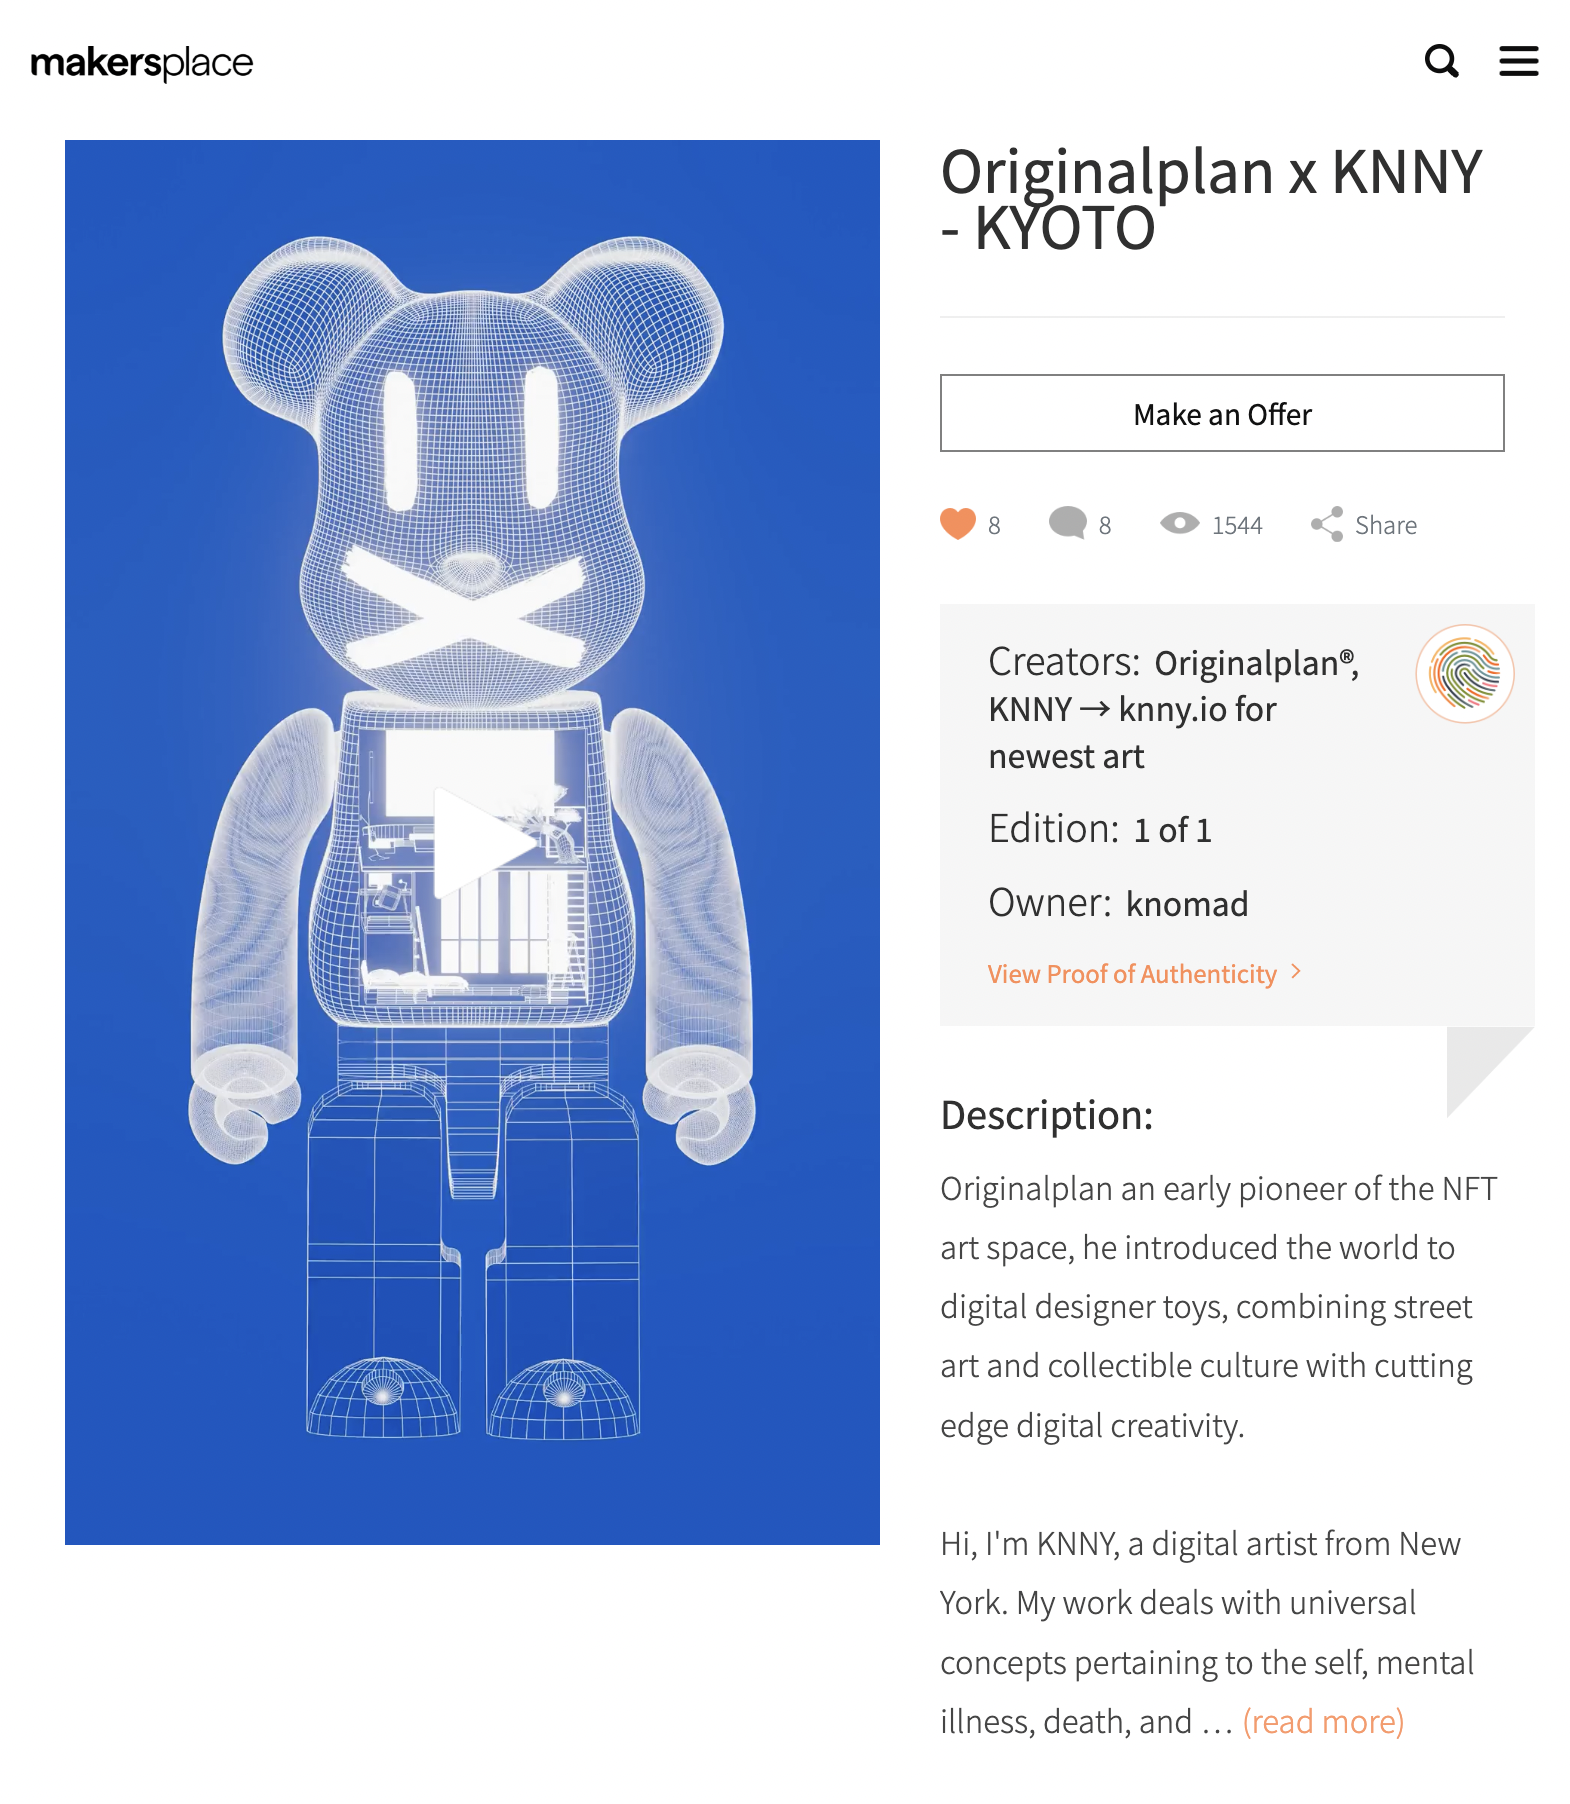 makersplace
Originalplan x KNNY
- KYOTO
Make an Offer
8
8
1544
Share
Creators: Originalplan®,
KNNY → knny.io for
newest art
Edition: 1 of 1
Owner: knomad
View Proof of Authenticity >
Description:
Originalplan an early pioneer of the NFT
art space, he introduced the world to
digital designer toys, combining street
art and collectible culture with cutting
edge digital creativity.
Hi, I'm KNNY, a digital artist from New
York. My work deals with universal
concepts pertaining to the self, mental
illness, death, and … (read more)